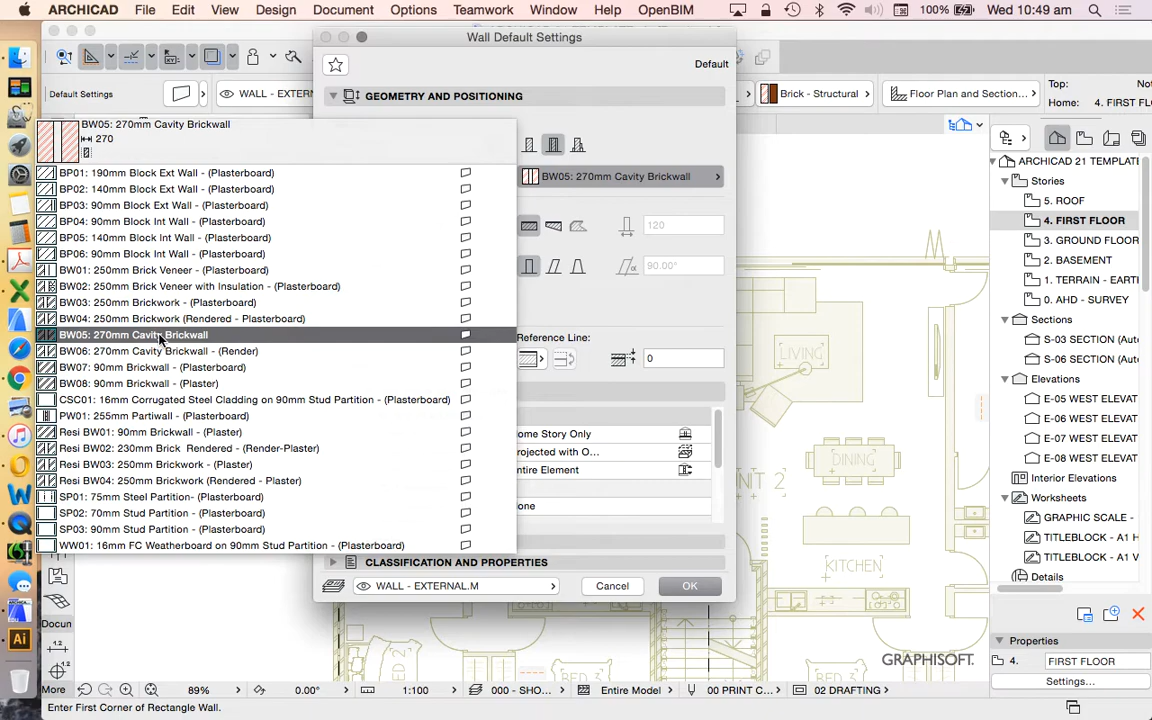 ARCHICAD File Edit View Design Document Options Teamwork Window Help OpenBIM 100% Wed 10:49 am
Wall Default Settings
Default
Default Settings
WALL - EXTERN
Brick - Structural
Floor Plan and Section...
Top:
Home: 4. FIRST FLO
GEOMETRY AND POSITIONING
BW05: 270mm Cavity Brickwall
270
BW05: 270mm Cavity Brickwall
120
90.00°
Reference Line:
0
BP01: 190mm Block Ext Wall - (Plasterboard)
BP02: 140mm Block Ext Wall - (Plasterboard)
BP03: 90mm Block Ext Wall - (Plasterboard)
BP04: 90mm Block Int Wall - (Plasterboard)
BP05: 140mm Block Int Wall - (Plasterboard)
BP06: 90mm Block Int Wall - (Plasterboard)
BW01: 250mm Brick Veneer - (Plasterboard)
BW02: 250mm Brick Veneer with Insulation - (Plasterboard)
BW03: 250mm Brickwork - (Plasterboard)
BW04: 250mm Brickwork (Rendered - Plasterboard)
BW05: 270mm Cavity Brickwall
BW06: 270mm Cavity Brickwall - (Render)
BW07: 90mm Brickwall - (Plasterboard)
BW08: 90mm Brickwall - (Plaster)
CSC01: 16mm Corrugated Steel Cladding on 90mm Stud Partition - (Plasterboard)
PW01: 255mm Partiwall - (Plasterboard)
Resi BW01: 90mm Brickwall - (Plaster)
Resi BW02: 230mm Brick Rendered - (Render-Plaster)
Resi BW03: 250mm Brickwork - (Plaster)
Resi BW04: 250mm Brickwork (Rendered - Plaster)
SP01: 75mm Steel Partition- (Plasterboard)
SP02: 70mm Stud Partition - (Plasterboard)
SP03: 90mm Stud Partition - (Plasterboard)
WW01: 16mm FC Weatherboard on 90mm Stud Partition - (Plasterboard)
ome Story Only
rojected with O...
ntire Element
one
CLASSIFICATION AND PROPERTIES
WALL - EXTERNAL.M
Cancel
OK
LIVING
DINING
NIT 2
KITCHEN
BED 2
BED 3
GRAPHISOFT.
ARCHICAD 21 TEMPLATI
Stories
5. ROOF
4. FIRST FLOOR
3. GROUND FLOOR
2. BASEMENT
1. TERRAIN - EART
0. AHD - SURVEY
Sections
S-03 SECTION (Aut
S-06 SECTION (Aut
Elevations
E-05 WEST ELEVAT
E-06 WEST ELEVAT
E-07 WEST ELEVAT
E-08 WEST ELEVAT
Interior Elevations
Worksheets
GRAPHIC SCALE -
TITLEBLOCK - A1 H
TITLEBLOCK - A1 V
Details
Properties
4. FIRST FLOOR
Settings...
Docun
More
89%
0.00°
1:100
000 - SHO...
Entire Model
00 PRINT C...
02 DRAFTING
Enter First Corner of Rectangle Wall.